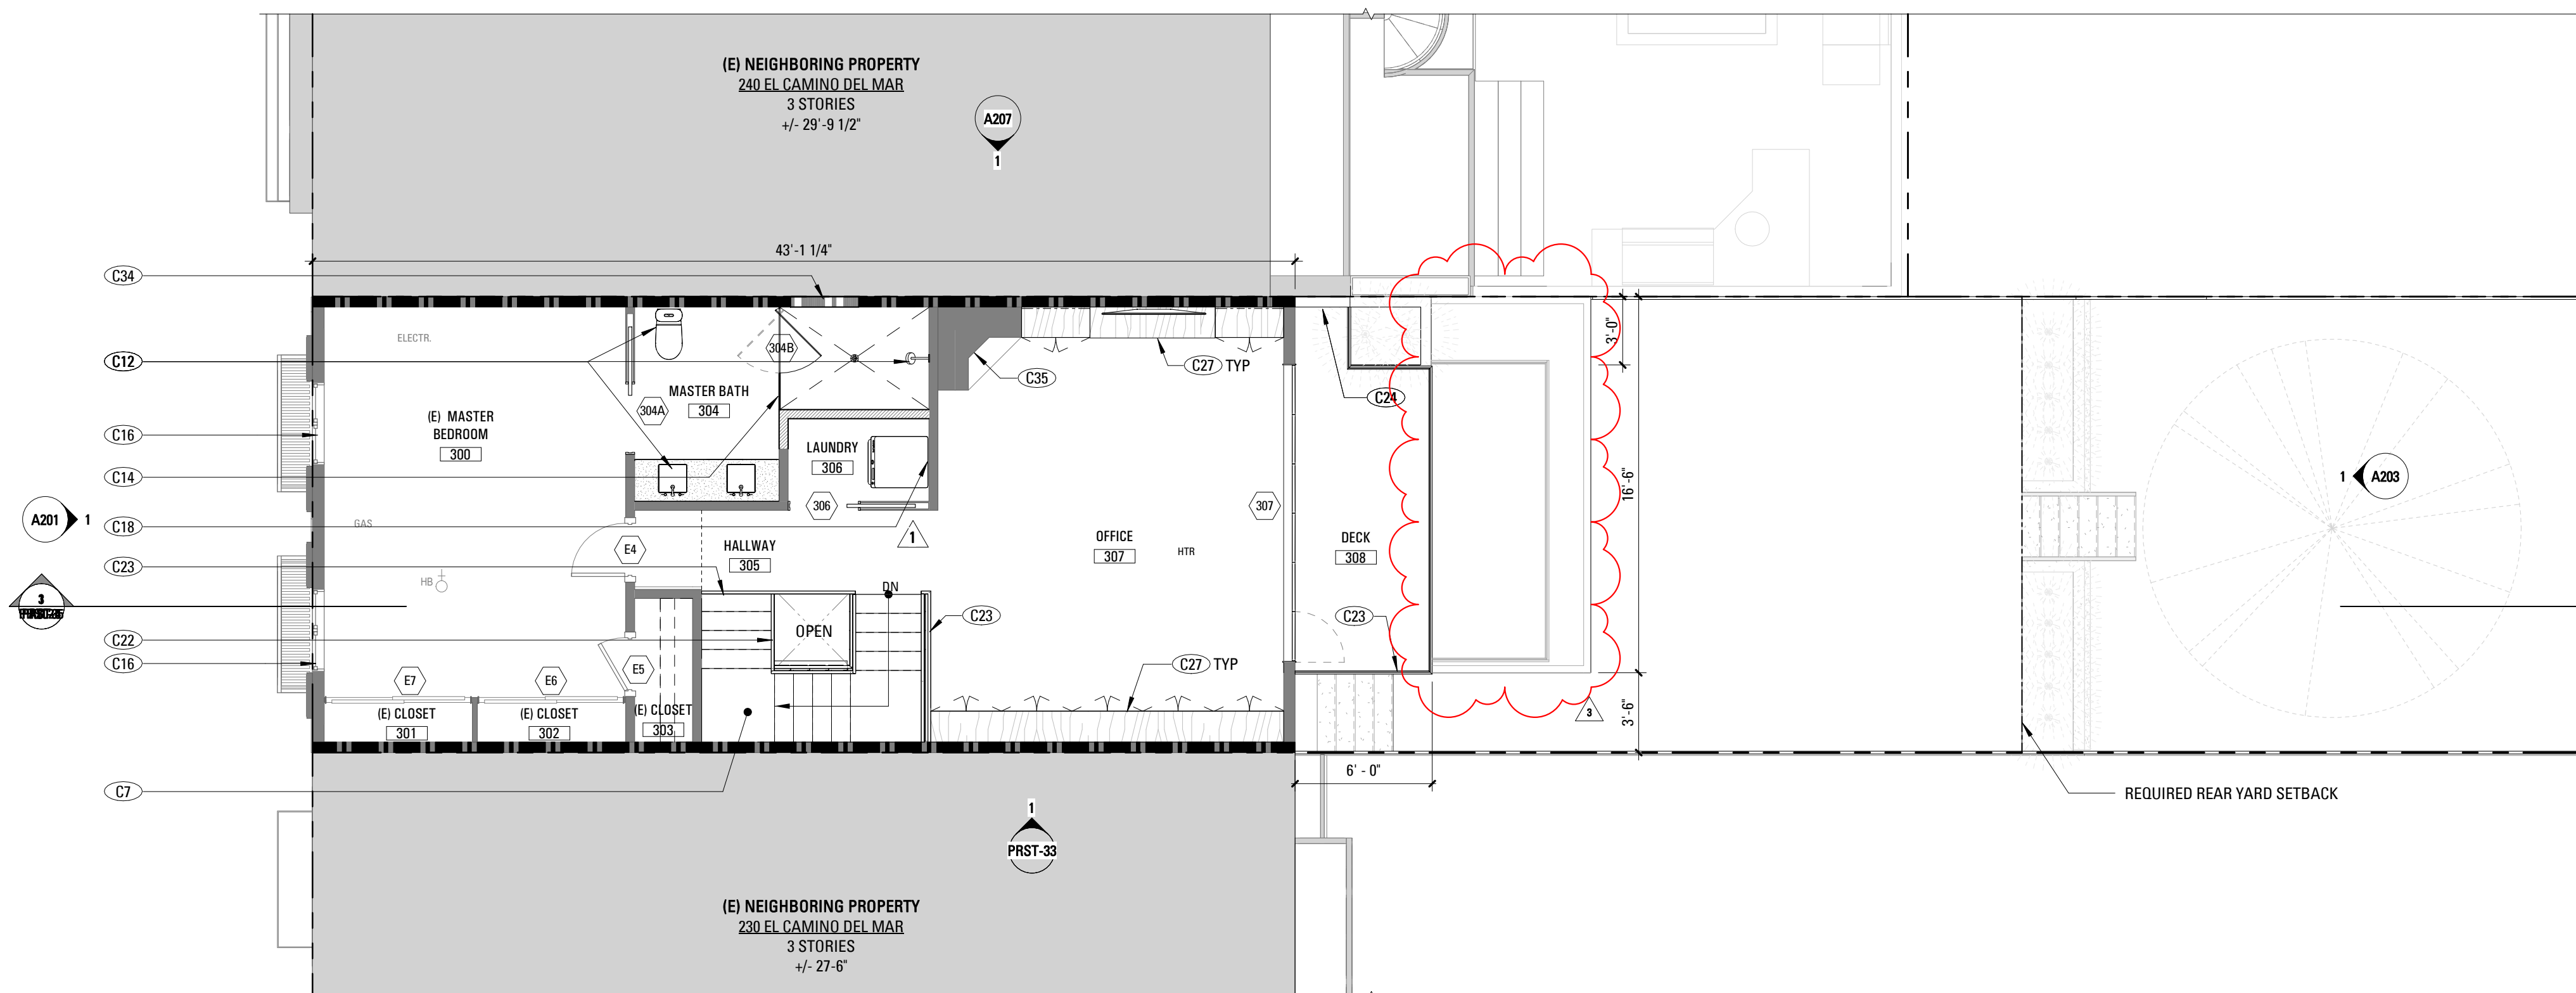 (E) NEIGHBORING PROPERTY
240 EL CAMINO DEL MAR
3 STORIES
+/- 29'-9 1/2"
A207
1
43'-1 1/4"
C34
C12
C16
C14
C18
C23
C22
C16
C7
A201
1
3
ELECTR.
(E) MASTER
BEDROOM
300
GAS
HB
304A
MASTER BATH
304
304B
LAUNDRY
306
306
1
C35
C27 TYP
E4
HALLWAY
305
DN
OPEN
C23
E5
E6
E7
(E) CLOSET
301
(E) CLOSET
302
(E) CLOSET
303
OFFICE
307
HTR
307
C27 TYP
C24
DECK
308
C23
3'-0"
16'-6"
3'-6"
3
6' - 0"
1
A203
REQUIRED REAR YARD SETBACK
1
PRST-33
(E) NEIGHBORING PROPERTY
230 EL CAMINO DEL MAR
3 STORIES
+/- 27-6"